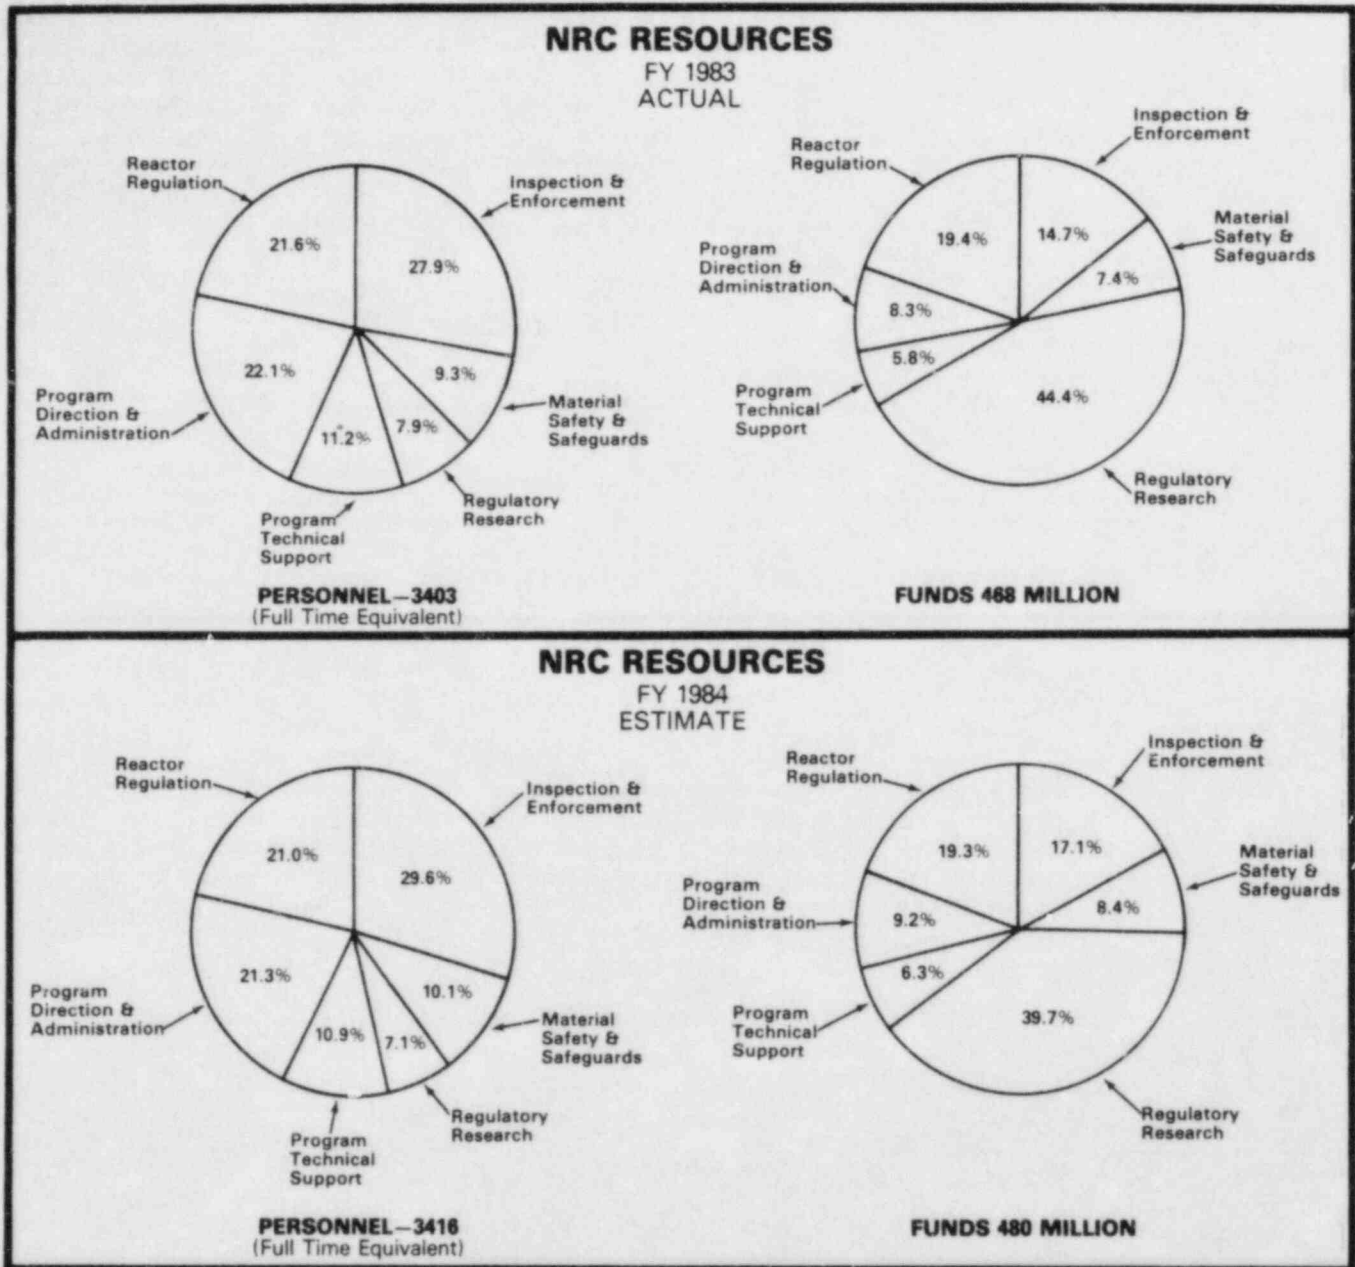 NRC RESOURCES
FY 1983
ACTUAL
Reactor
Regulation
21.6%
Inspection &
Enforcement
27.9%
Program
Direction &
Administration
22.1%
9.3%
Material
Safety &
Safeguards
11.2%
7.9%
Program
Technical
Support
Regulatory
Research
PERSONNEL—3403
(Full Time Equivalent)
Reactor
Regulation
19.4%
Inspection &
Enforcement
14.7%
Material
Safety &
Safeguards
7.4%
Program
Direction &
Administration
8.3%
5.8%
Program
Technical
Support
44.4%
Regulatory
Research
FUNDS 468 MILLION
NRC RESOURCES
FY 1984
ESTIMATE
Reactor
Regulation
21.0%
Inspection &
Enforcement
29.6%
Program
Direction &
Administration
21.3%
10.1%
Material
Safety &
Safeguards
10.9%
7.1%
Program
Technical
Support
Regulatory
Research
PERSONNEL—3416
(Full Time Equivalent)
Reactor
Regulation
19.3%
Inspection &
Enforcement
17.1%
Material
Safety &
Safeguards
8.4%
Program
Direction &
Administration
9.2%
6.3%
Program
Technical
Support
39.7%
Regulatory
Research
FUNDS 480 MILLION